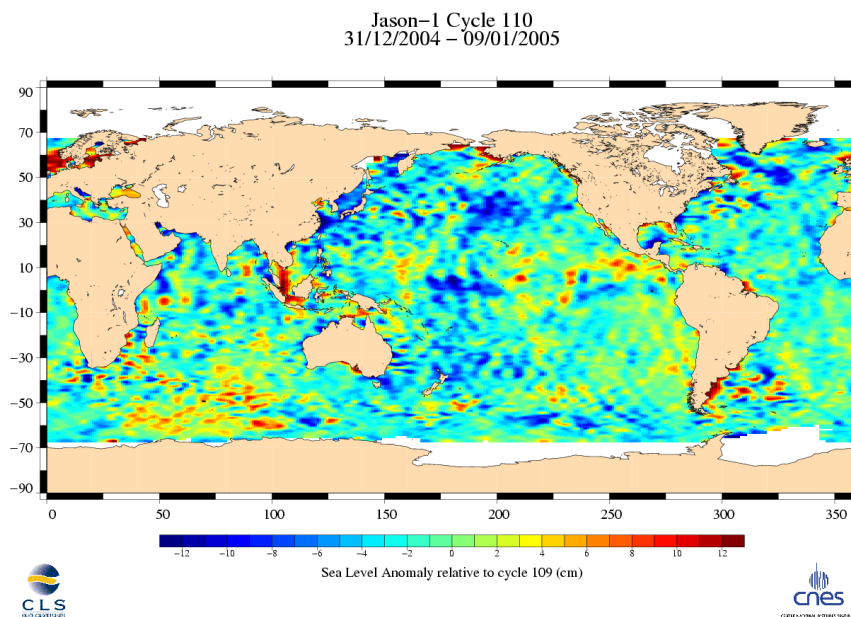 Jason-1 Cycle 110
31/12/2004 - 09/01/2005
90
70
50
30
10
-10
-30
-50
-70
-90
0 50 100 150 200 250 300 350
-12 -10 -8 -6 -4 -2 0 2 4 6 8 10 12
Sea Level Anomaly relative to cycle 109 (cm)
CLS
cnes